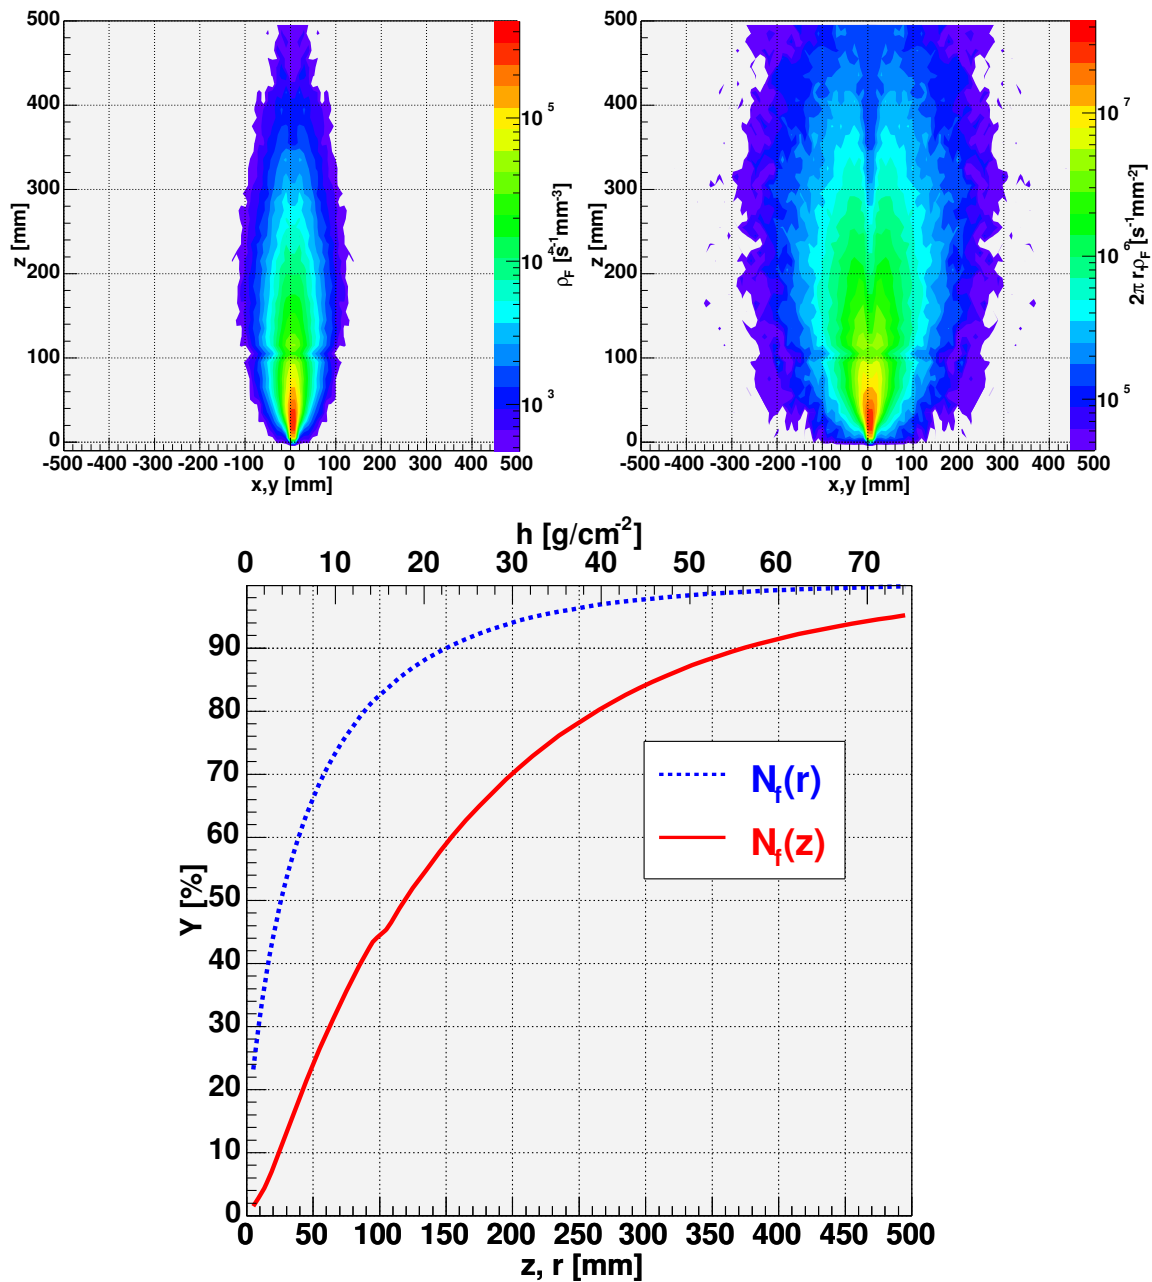 500
400
300
200
100
0
z [mm]
-500 -400 -300 -200 -100 0 100 200 300 400 500
x,y [mm]
10 5
10 4
10 3
ρF [s-1mm-3]
500
400
300
200
100
0
z [mm]
-500 -400 -300 -200 -100 0 100 200 300 400 500
x,y [mm]
10 7
10 6
10 5
2π r.ρF [s-1mm-2]
h [g/cm-2]
0 10 20 30 40 50 60 70
90
80
70
60
50
40
30
20
10
0
Y [%]
Nf(r)
Nf(z)
0 50 100 150 200 250 300 350 400 450 500
z, r [mm]